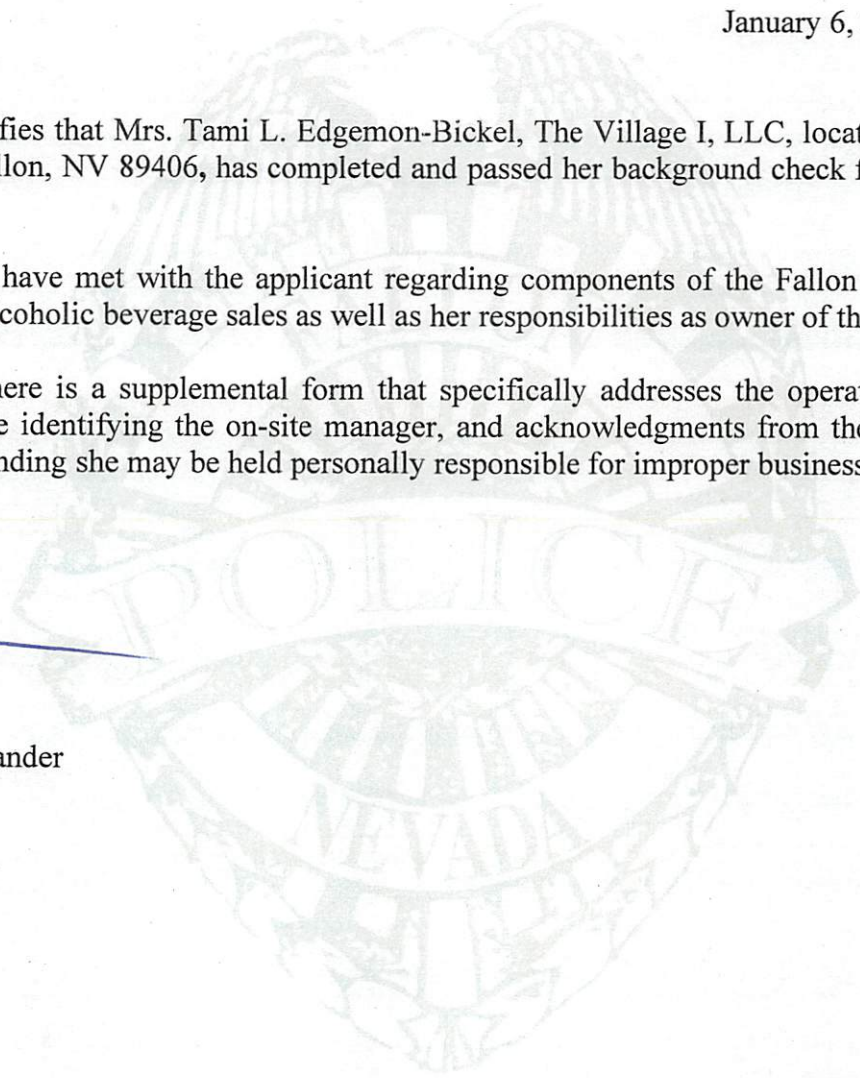 January 6,
fies that Mrs. Tami L. Edgemon-Bickel, The Village I, LLC, locat
llon, NV 89406, has completed and passed her background check f
have met with the applicant regarding components of the Fallon
coholic beverage sales as well as her responsibilities as owner of th
here is a supplemental form that specifically addresses the opera
e identifying the on-site manager, and acknowledgments from the
nding she may be held personally responsible for improper business
POLICE
ander
NEVADA